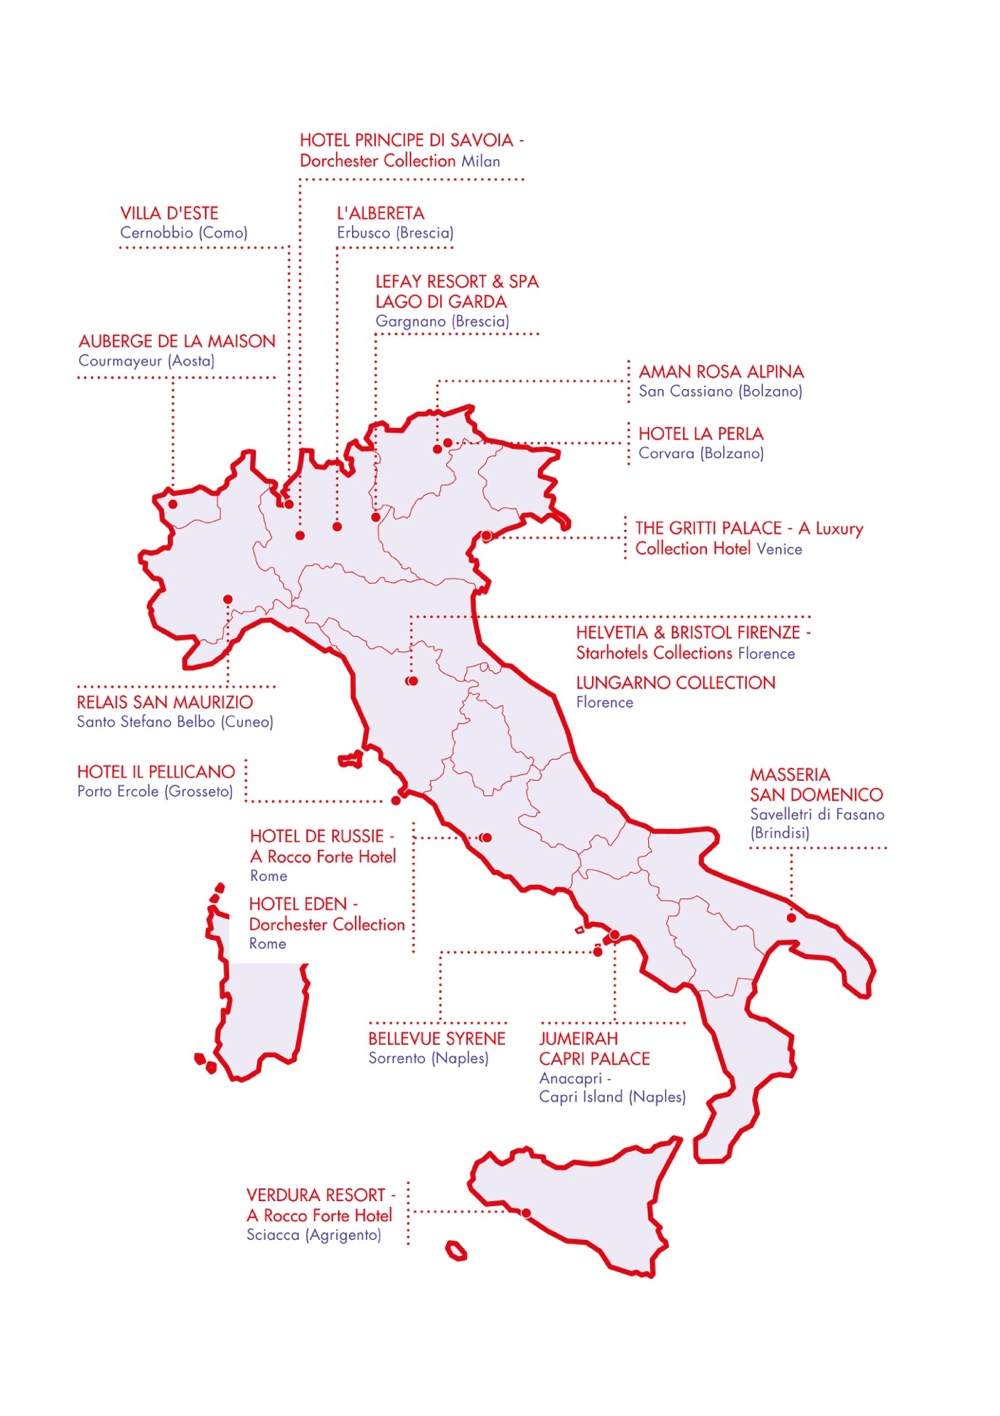 HOTEL PRINCIPE DI SAVOIA -
Dorchester Collection Milan
VILLA D'ESTE
Cernobbio (Como)
L'ALBERETA
Erbusco (Brescia)
LEFAY RESORT & SPA
LAGO DI GARDA
Gargnano (Brescia)
AUBERGE DE LA MAISON
Courmayeur (Aosta)
AMAN ROSA ALPINA
San Cassiano (Bolzano)
HOTEL LA PERLA
Corvara (Bolzano)
THE GRITTI PALACE - A Luxury
Collection Hotel Venice
HELVETIA & BRISTOL FIRENZE -
Starhotels Collections Florence
LUNGARNO COLLECTION
Florence
RELAIS SAN MAURIZIO
Santo Stefano Belbo (Cuneo)
HOTEL IL PELLICANO
Porto Ercole (Grosseto)
MASSERIA
SAN DOMENICO
Savelletri di Fasano
(Brindisi)
HOTEL DE RUSSIE -
A Rocco Forte Hotel
Rome
HOTEL EDEN -
Dorchester Collection
Rome
BELLEVUE SYRENE
Sorrento (Naples)
JUMEIRAH
CAPRI PALACE
Anacapri -
Capri Island (Naples)
VERDURA RESORT -
A Rocco Forte Hotel
Sciacca (Agrigento)